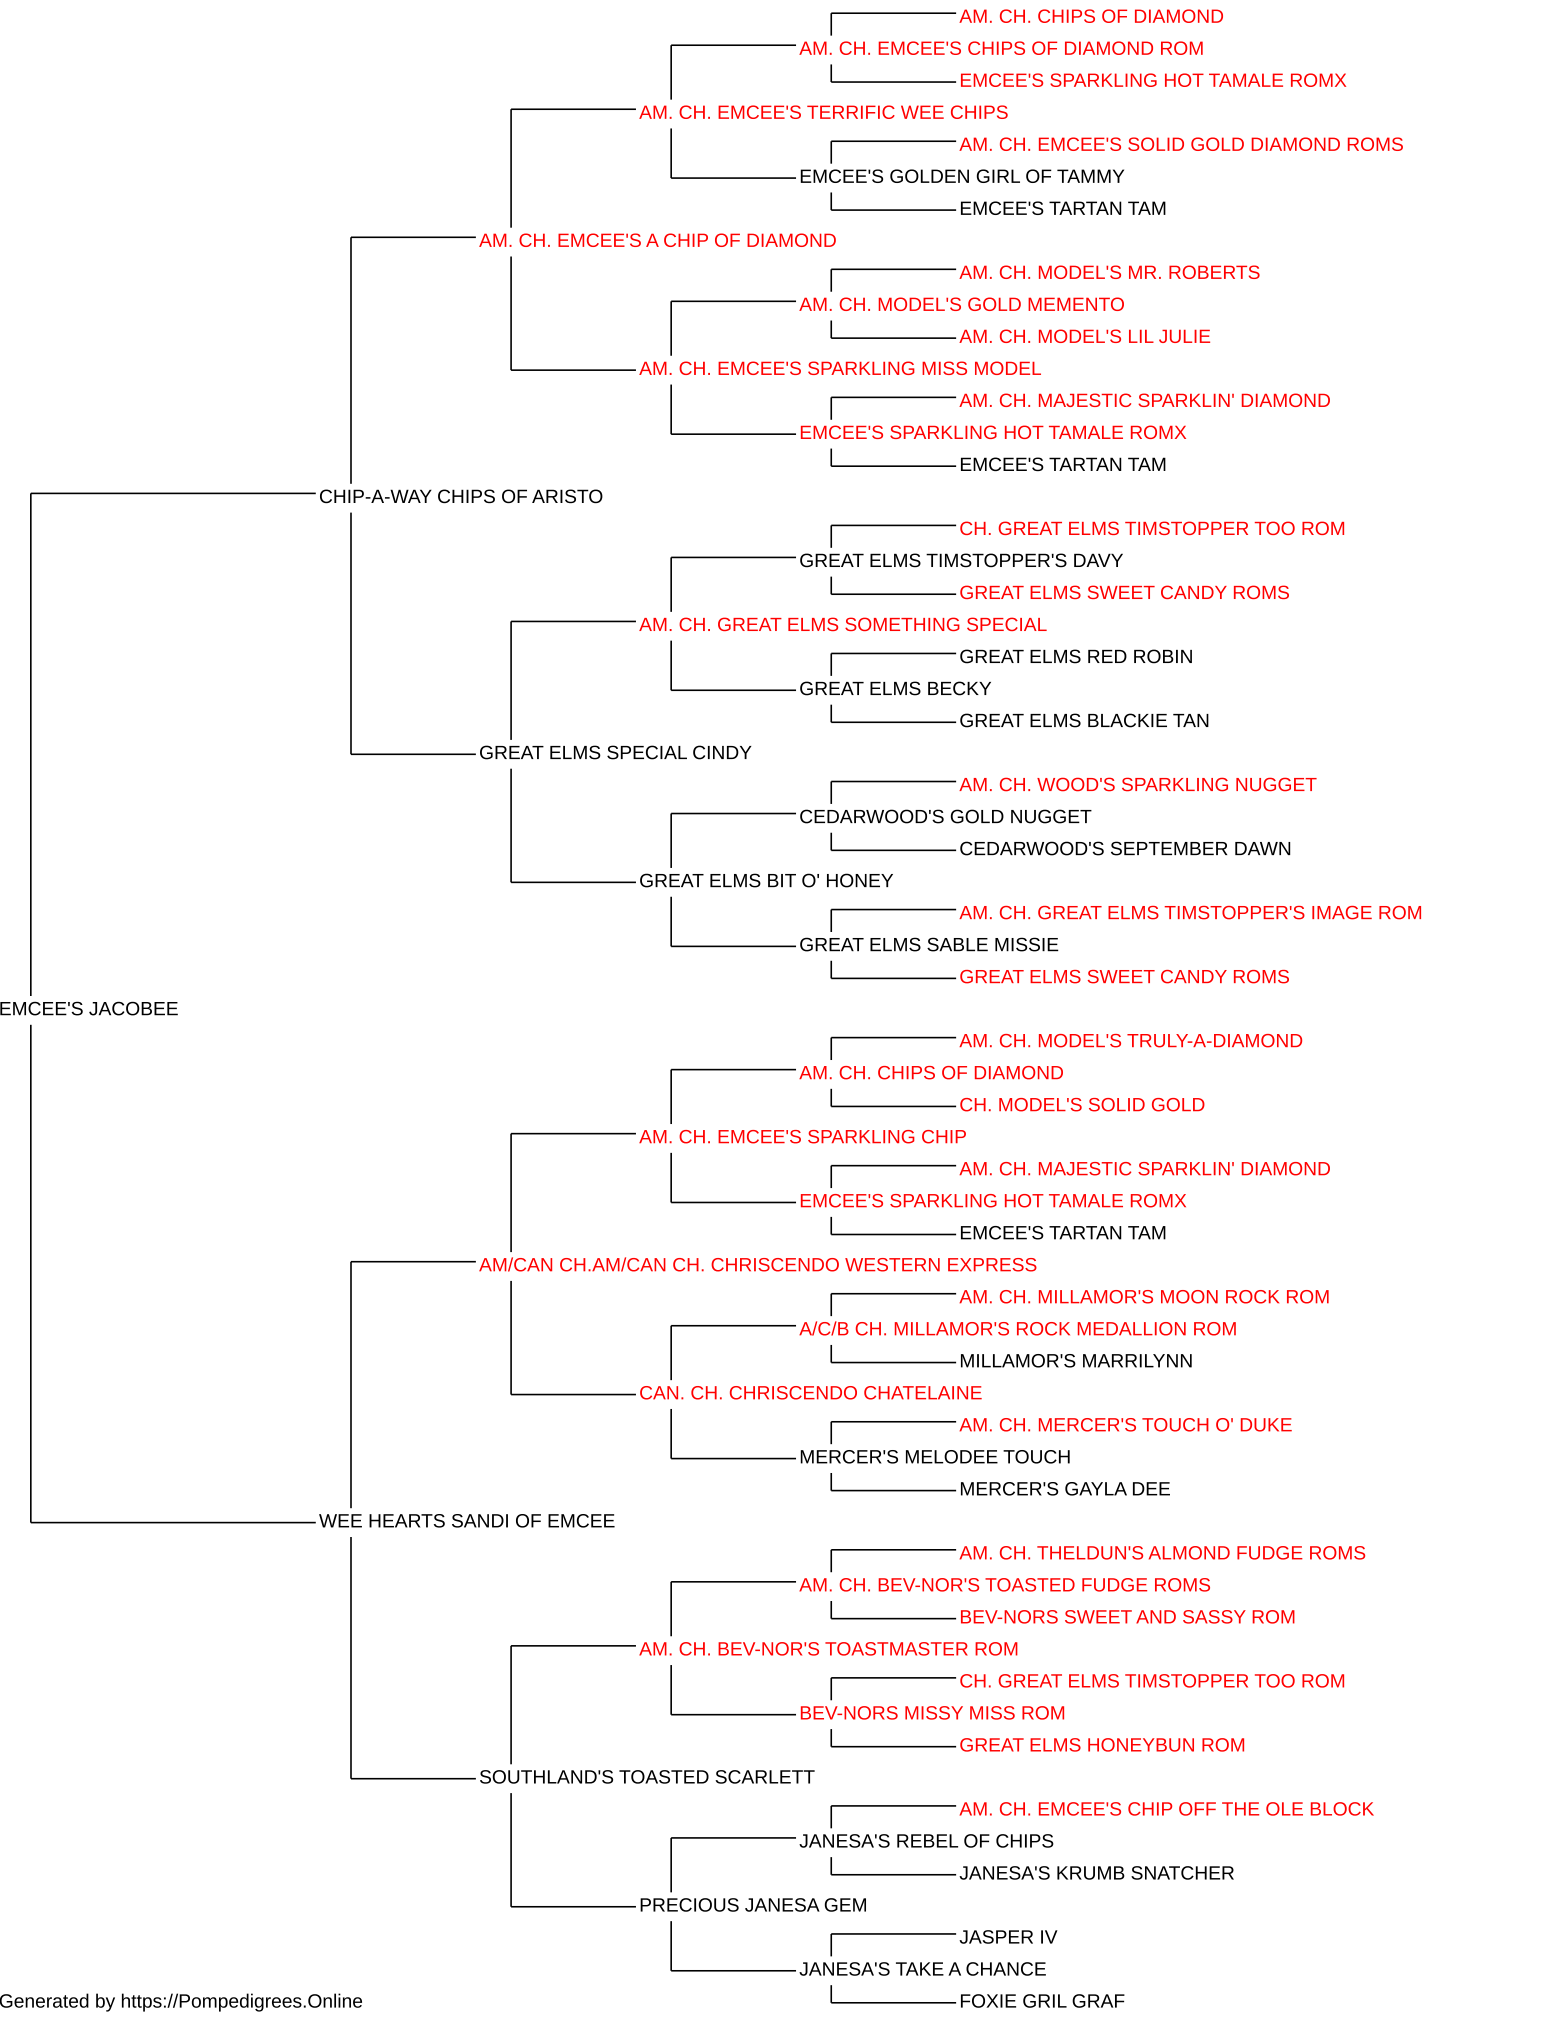 AM. CH. CHIPS OF DIAMOND
AM. CH. EMCEE'S CHIPS OF DIAMOND ROM
EMCEE'S SPARKLING HOT TAMALE ROMX
AM. CH. EMCEE'S TERRIFIC WEE CHIPS
AM. CH. EMCEE'S SOLID GOLD DIAMOND ROMS
EMCEE'S GOLDEN GIRL OF TAMMY
EMCEE'S TARTAN TAM
AM. CH. EMCEE'S A CHIP OF DIAMOND
AM. CH. MODEL'S MR. ROBERTS
AM. CH. MODEL'S GOLD MEMENTO
AM. CH. MODEL'S LIL JULIE
AM. CH. EMCEE'S SPARKLING MISS MODEL
AM. CH. MAJESTIC SPARKLIN' DIAMOND
EMCEE'S SPARKLING HOT TAMALE ROMX
EMCEE'S TARTAN TAM
CHIP-A-WAY CHIPS OF ARISTO
CH. GREAT ELMS TIMSTOPPER TOO ROM
GREAT ELMS TIMSTOPPER'S DAVY
GREAT ELMS SWEET CANDY ROMS
AM. CH. GREAT ELMS SOMETHING SPECIAL
GREAT ELMS RED ROBIN
GREAT ELMS BECKY
GREAT ELMS BLACKIE TAN
GREAT ELMS SPECIAL CINDY
AM. CH. WOOD'S SPARKLING NUGGET
CEDARWOOD'S GOLD NUGGET
CEDARWOOD'S SEPTEMBER DAWN
GREAT ELMS BIT O' HONEY
AM. CH. GREAT ELMS TIMSTOPPER'S IMAGE ROM
GREAT ELMS SABLE MISSIE
GREAT ELMS SWEET CANDY ROMS
EMCEE'S JACOBEE
AM. CH. MODEL'S TRULY-A-DIAMOND
AM. CH. CHIPS OF DIAMOND
CH. MODEL'S SOLID GOLD
AM. CH. EMCEE'S SPARKLING CHIP
AM. CH. MAJESTIC SPARKLIN' DIAMOND
EMCEE'S SPARKLING HOT TAMALE ROMX
EMCEE'S TARTAN TAM
AM/CAN CH.AM/CAN CH. CHRISCENDO WESTERN EXPRESS
AM. CH. MILLAMOR'S MOON ROCK ROM
A/C/B CH. MILLAMOR'S ROCK MEDALLION ROM
MILLAMOR'S MARRILYNN
CAN. CH. CHRISCENDO CHATELAINE
AM. CH. MERCER'S TOUCH O' DUKE
MERCER'S MELODEE TOUCH
MERCER'S GAYLA DEE
WEE HEARTS SANDI OF EMCEE
AM. CH. THELDUN'S ALMOND FUDGE ROMS
AM. CH. BEV-NOR'S TOASTED FUDGE ROMS
BEV-NORS SWEET AND SASSY ROM
AM. CH. BEV-NOR'S TOASTMASTER ROM
CH. GREAT ELMS TIMSTOPPER TOO ROM
BEV-NORS MISSY MISS ROM
GREAT ELMS HONEYBUN ROM
SOUTHLAND'S TOASTED SCARLETT
AM. CH. EMCEE'S CHIP OFF THE OLE BLOCK
JANESA'S REBEL OF CHIPS
JANESA'S KRUMB SNATCHER
PRECIOUS JANESA GEM
JASPER IV
JANESA'S TAKE A CHANCE
FOXIE GRIL GRAF
Generated by https://Pompedigrees.Online